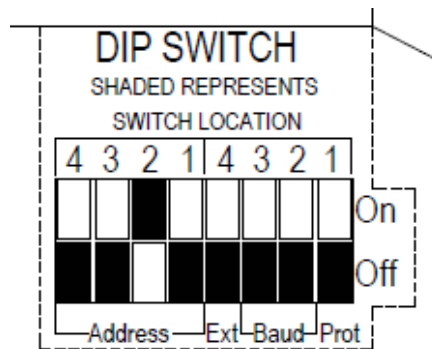 DIP SWITCH
SHADED REPRESENTS
SWITCH LOCATION
4 3 2 1 4 3 2 1
On
Off
Address Ext Baud Prot